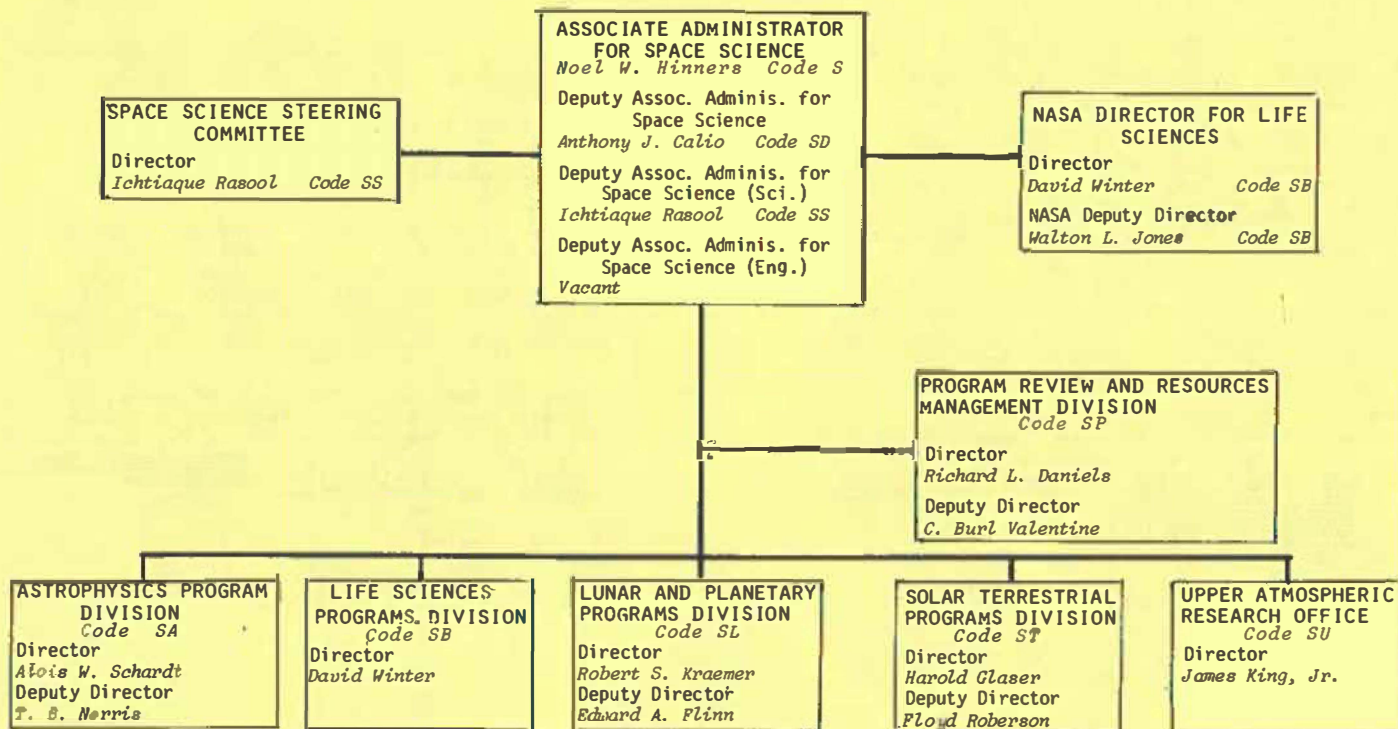 ASSOCIATE ADMINISTRATOR
FOR SPACE SCIENCE
Noel W. Hinners Code S
Deputy Assoc. Adminis. for
Space Science
Anthony J. Calio Code SD
Deputy Assoc. Adminis. for
Space Science (Sci.)
Ichtiaque Rasool Code SS
Deputy Assoc. Adminis. for
Space Science (Eng.)
Vacant
SPACE SCIENCE STEERING
COMMITTEE
Director
Ichtiaque Rasool Code SS
NASA DIRECTOR FOR LIFE
SCIENCES
Director
David Winter Code SB
NASA Deputy Director
Walton L. Jones Code SB
PROGRAM REVIEW AND RESOURCES
MANAGEMENT DIVISION
Code SP
Director
Richard L. Daniels
Deputy Director
C. Burl Valentine
ASTROPHYSICS PROGRAM
DIVISION
Code SA
Director
Alois W. Schardt
Deputy Director
T. B. Norris
LIFE SCIENCES
PROGRAMS DIVISION
Code SB
Director
David Winter
LUNAR AND PLANETARY
PROGRAMS DIVISION
Code SL
Director
Robert S. Kraemer
Deputy Director
Edward A. Flinn
SOLAR TERRESTRIAL
PROGRAMS DIVISION
Code ST
Director
Harold Glaser
Deputy Director
Floyd Roberson
UPPER ATMOSPHERIC
RESEARCH OFFICE
Code SU
Director
James King, Jr.